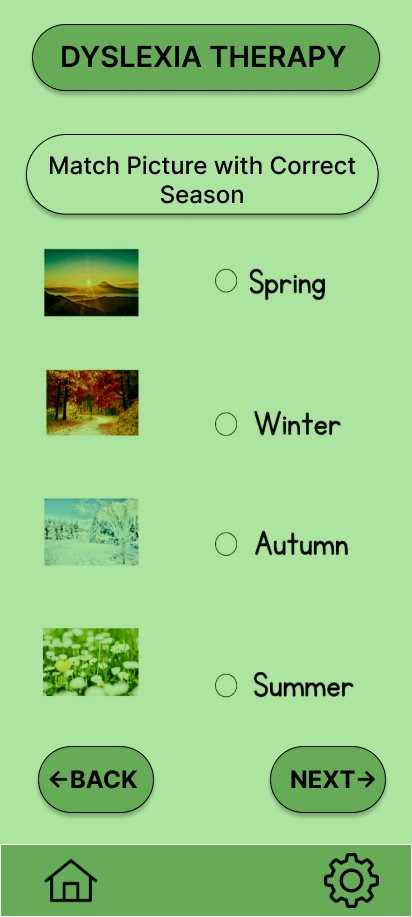 DYSLEXIA THERAPY
Match Picture with Correct
Season
Spring
Winter
Autumn
Summer
←BACK
NEXT→